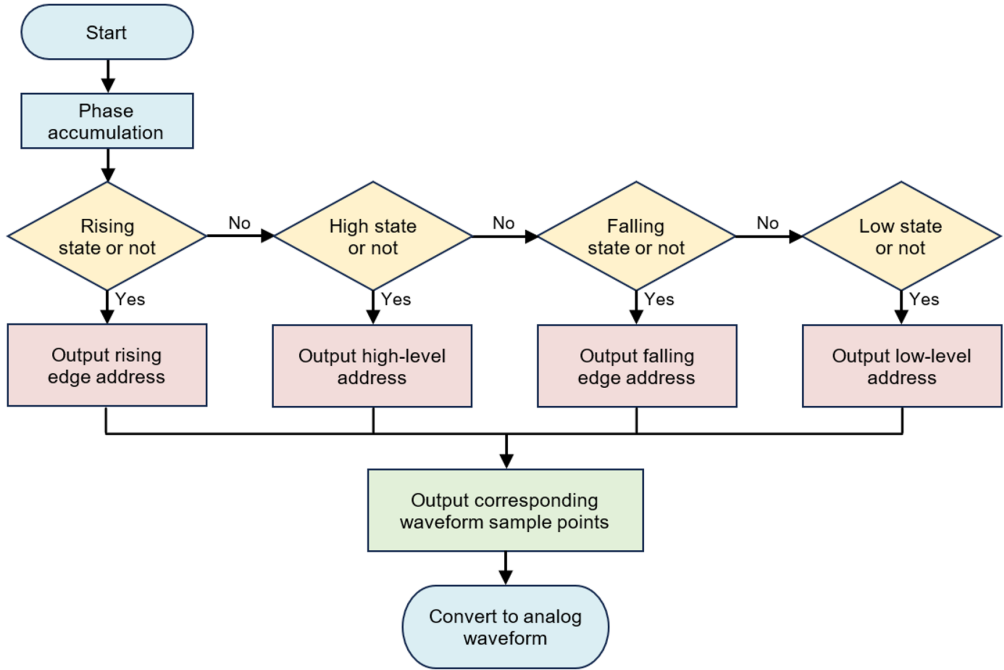 Start
Phase
accumulation
Rising
state or not
No
High state
or not
No
Falling
state or not
No
Low state
or not
Yes
Yes
Yes
Yes
Output rising
edge address
Output high-level
address
Output falling
edge address
Output low-level
address
Output corresponding
waveform sample points
Convert to analog
waveform